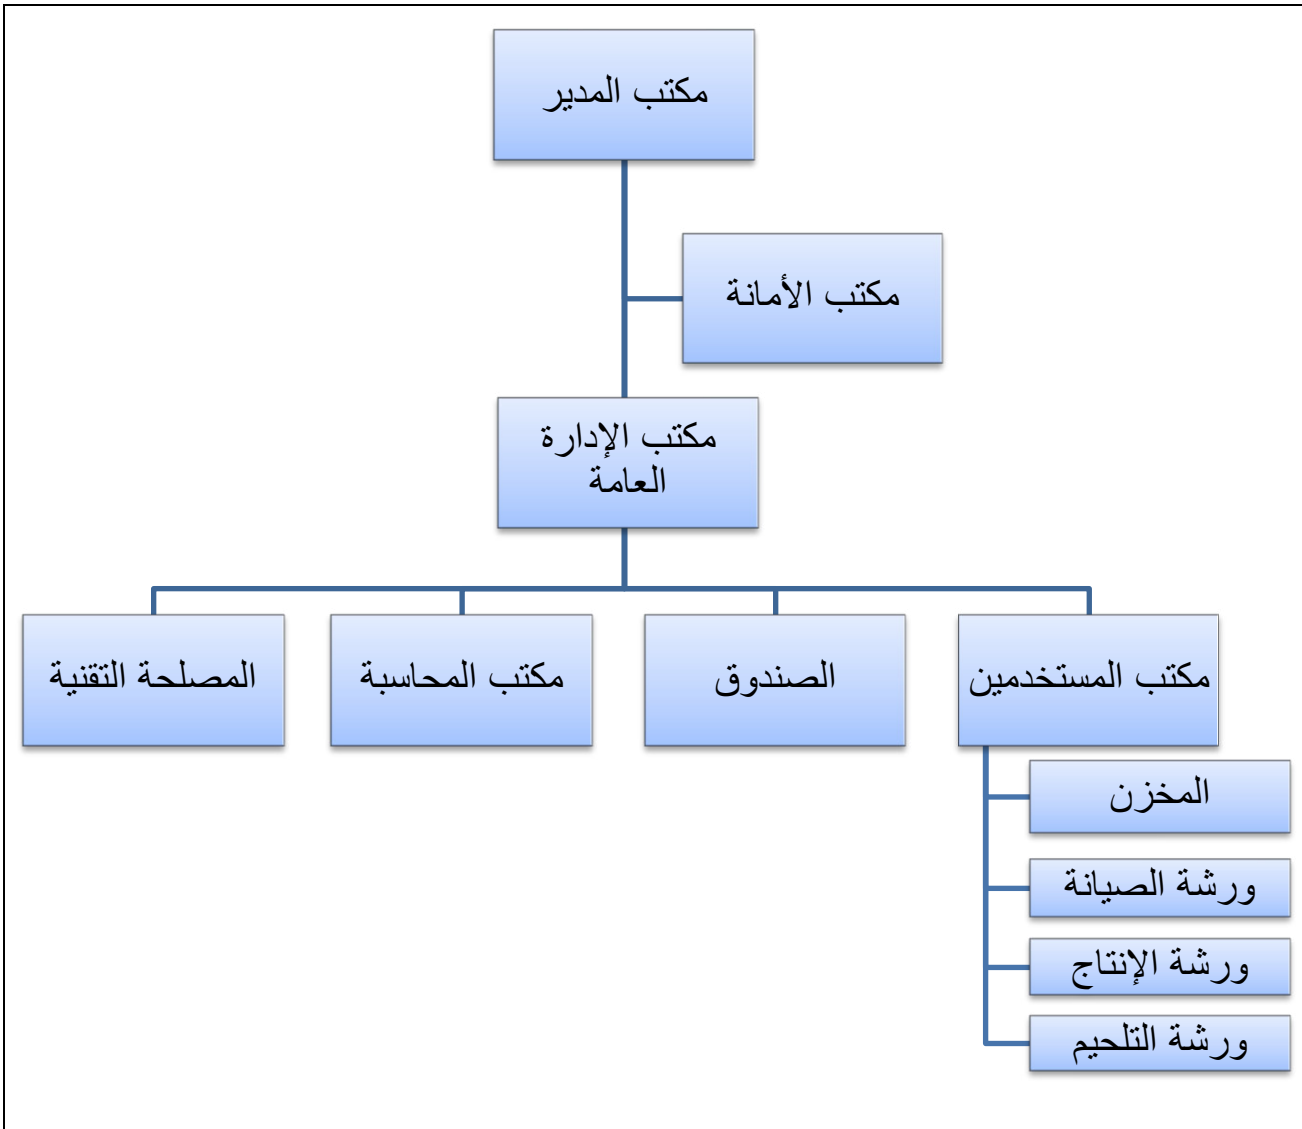 مكتب المدير
مكتب الأمانة
مكتب الإدارة
العامة
مكتب المستخدمين
الصندوق
مكتب المحاسبة
المصلحة التقنية
المخزن
ورشة الصيانة
ورشة الإنتاج
ورشة التلحيم